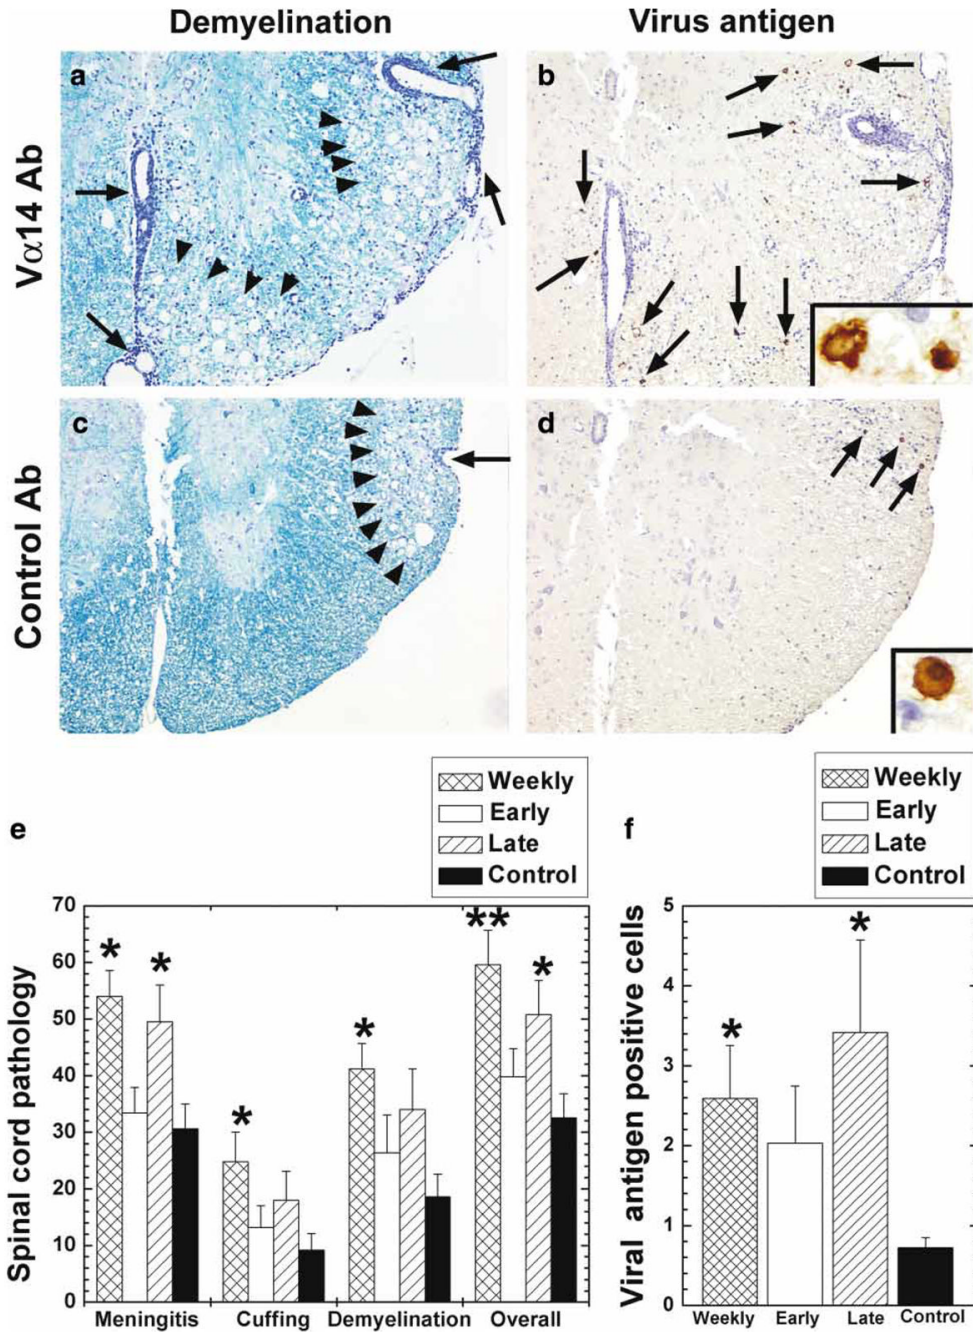 Demyelination
Virus antigen
Vα14 Ab
a
b
Control Ab
c
d
e
Weekly
Early
Late
Control
f
Weekly
Early
Late
Control
Spinal cord pathology
70
60
50
40
30
20
10
0
*
*
*
*
**
*
Meningitis Cuffing Demyelination Overall
Viral antigen positive cells
5
4
3
2
1
0
*
*
Weekly Early Late Control